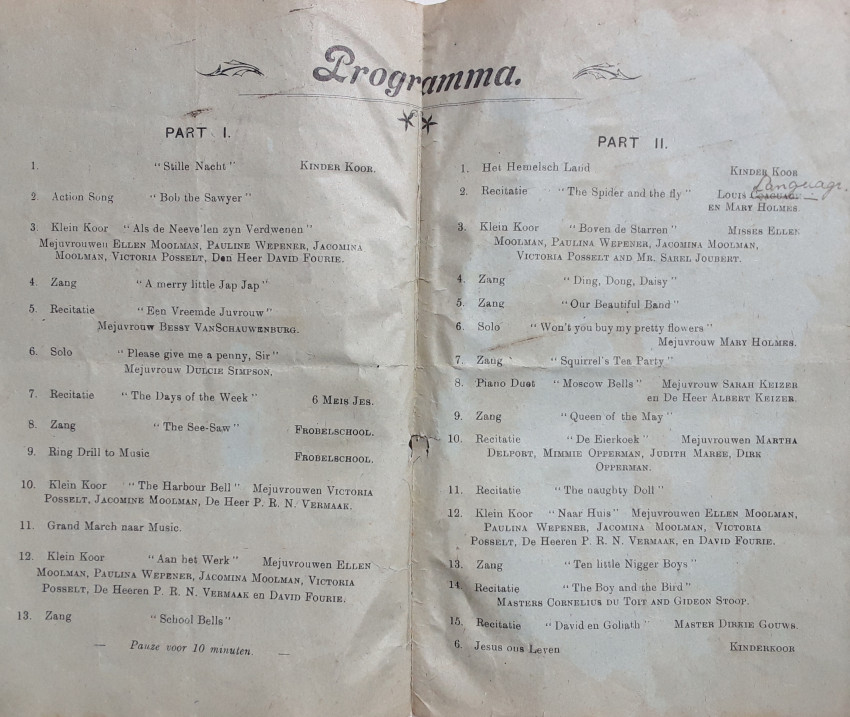 Programma.
PART I.
1. "Stille Nacht" KINDER KOOR.
2. Action Song "Bob the Sawyer"
3. Klein Koor "Als de Neeve'len zyn Verdwenen"
Mejuvrouwen ELLEN MOOLMAN, PAULINE WEPENER, JACOMINA
MOOLMAN, VICTORIA POSSELT, Den Heer DAVID FOURIE.
4. Zang "A merry little Jap Jap"
5. Recitatie "Een Vreemde Juvrouw"
Mejuvrouw BESSY VANSCHAUWENBURG.
6. Solo "Please give me a penny, Sir"
Mejuvrouw DULCIE SIMPSON,
7. Recitatie "The Days of the Week" 6 MEIS JES.
8. Zang "The See-Saw" FROBELSCHOOL.
9. Ring Drill to Music FROBELSCHOOL.
10. Klein Koor "The Harbour Bell" Mejuvrouwen VICTORIA
POSSELT, JACOMINE MOOLMAN, De Heer P. R. N. VERMAAK.
11. Grand March naar Music.
12. Klein Koor "Aan het Werk" Mejuvrouwen ELLEN
MOOLMAN, PAULINA WEPENER, JACOMINA MOOLMAN, VICTORIA
POSSELT, De Heeren P. R. N. VERMAAK en DAVID FOURIE.
13. Zang "School Bells"
— Pauze voor 10 minuten. —
PART II.
1. Het Hemelsch Land KINDER KOOR
2. Recitatie "The Spider and the fly" LOUIS
EN MARY HOLMES.
3. Klein Koor "Boven de Starren" MISSES ELLEN
MOOLMAN, PAULINA WEPENER, JACOMINA MOOLMAN,
VICTORIA POSSELT AND MR. SAREL JOUBERT.
4. Zang "Ding, Dong, Daisy"
5. Zang "Our Beautiful Band"
6. Solo "Won't you buy my pretty flowers"
Mejuvrouw MARY HOLMES.
7. Zang "Squirrel's Tea Party"
8. Piano Duet "Moscow Bells" Mejuvrouw SARAH KEIZER
en De Heer ALBERT KEIZER.
9. Zang "Queen of the May"
10. Recitatie "De Eierkoek" Mejuvrouwen MARTHA
DELPORT, MIMMIE OPPERMAN, JUDITH MAREE, DIRK
OPPERMAN.
11. Recitatie "The naughty Doll"
12. Klein Koor "Naar Huis" Mejuvrouwen ELLEN MOOLMAN,
PAULINA WEPENER, JACOMINA MOOLMAN, VICTORIA
POSSELT, De Heeren P. R. N. VERMAAK, en DAVID FOURIE.
13. Zang "Ten little Nigger Boys"
14. Recitatie "The Boy and the Bird"
MASTERS CORNELIUS DU TOIT AND GIDEON STOOP.
15. Recitatie "David en Goliath" MASTER DIRKIE GOUWS.
6. Jesus ons Leven KINDERKOOR